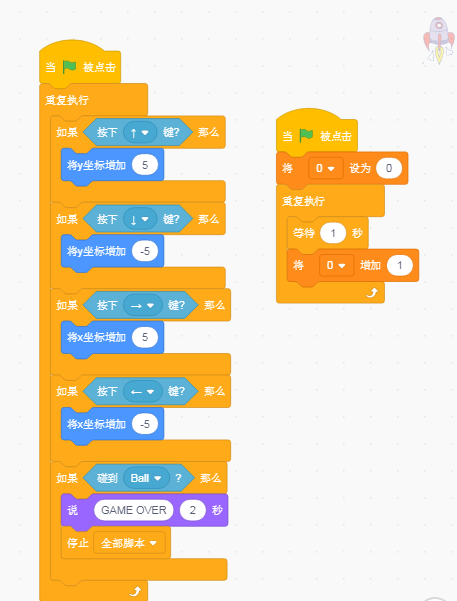 当 被点击
重复执行
如果 按下 ↑ 键? 那么
将y坐标增加 5
如果 按下 ↓ 键? 那么
将y坐标增加 -5
如果 按下 → 键? 那么
将x坐标增加 5
如果 按下 ← 键? 那么
将x坐标增加 -5
如果 碰到 Ball ? 那么
说 GAME OVER 2 秒
停止 全部脚本
当 被点击
将 0 设为 0
重复执行
等待 1 秒
将 0 增加 1